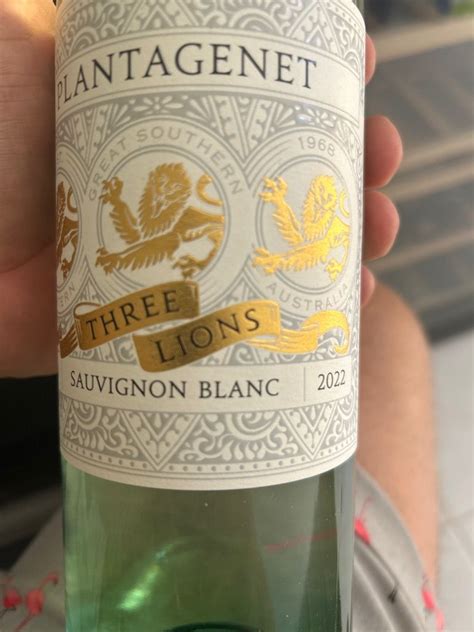 PLANTAGENET
GREAT SOUTHERN
1968
AUSTRALIA
THREE
LIONS
SAUVIGNON BLANC
2022